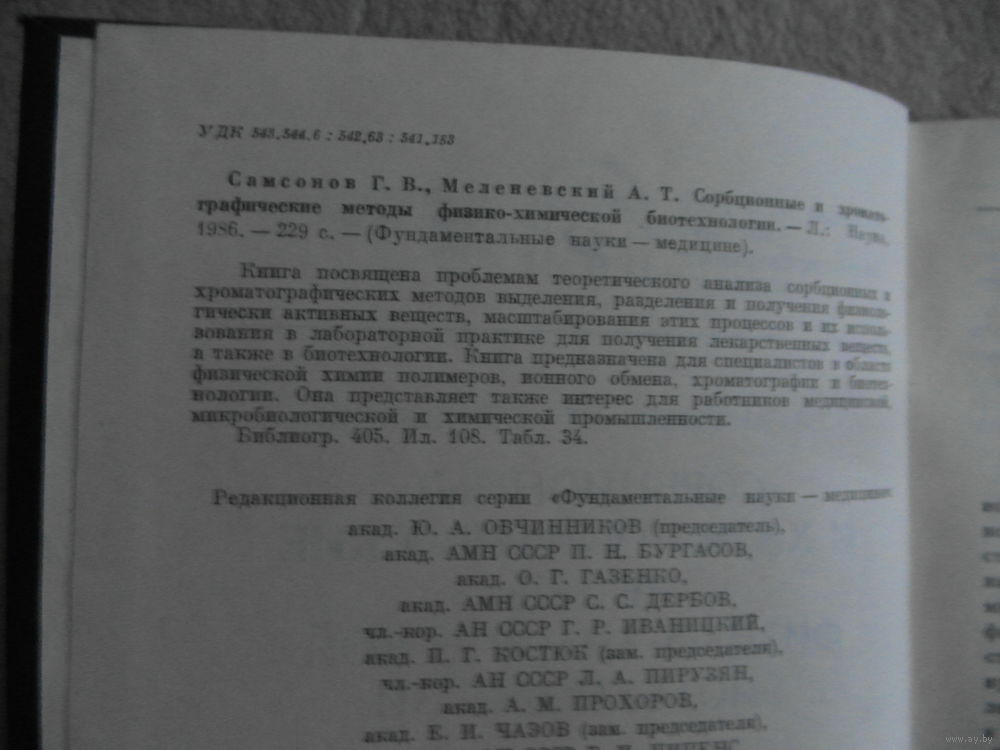 УДК 543.544.6 : 542.63 : 541.183
Самсонов Г. В., Меленевский А. Т. Сорбционные и хромато-
графические методы физико-химической биотехнологии. — Л.: Наука,
1986. — 229 с. — (Фундаментальные науки — медицине).
Книга посвящена проблемам теоретического анализа сорбционных и
хроматографических методов выделения, разделения и получения физиоло-
гически активных веществ, масштабирования этих процессов и их исполь-
зования в лабораторной практике для получения лекарственных веществ,
а также в биотехнологии. Книга предназначена для специалистов в области
физической химии полимеров, ионного обмена, хроматографии и биотех-
нологии. Она представляет также интерес для работников медицинской,
микробиологической и химической промышленности.
Библиогр. 405. Ил. 108. Табл. 34.
Редакционная коллегия серии «Фундаментальные науки — медицине»
акад. Ю. А. ОВЧИННИКОВ (председатель),
акад. АМН СССР П. Н. БУРГАСОВ,
акад. О. Г. ГАЗЕНКО,
акад. АМН СССР С. С. ДЕРБОВ,
чл.-кор. АН СССР Г. Р. ИВАНИЦКИЙ,
акад. П. Г. КОСТЮК (зам. председателя),
чл.-кор. АН СССР Л. А. ПИРУЗЯН,
акад. А. М. ПРОХОРОВ,
акад. Е. И. ЧАЗОВ (зам. председателя),
www.ay.by